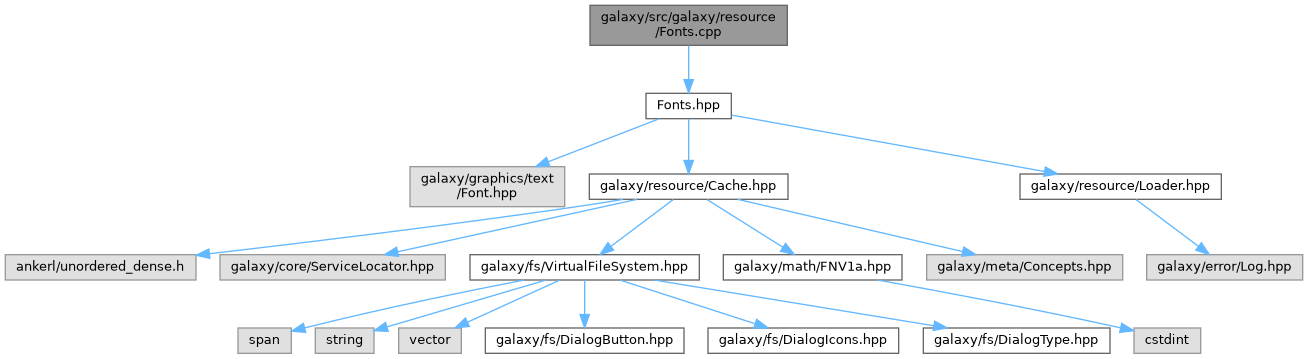 galaxy/src/galaxy/resource
/Fonts.cpp
Fonts.hpp
galaxy/graphics/text
/Font.hpp
galaxy/resource/Cache.hpp
galaxy/resource/Loader.hpp
ankerl/unordered_dense.h
galaxy/core/ServiceLocator.hpp
galaxy/fs/VirtualFileSystem.hpp
galaxy/math/FNV1a.hpp
galaxy/meta/Concepts.hpp
galaxy/error/Log.hpp
span
string
vector
galaxy/fs/DialogButton.hpp
galaxy/fs/DialogIcons.hpp
galaxy/fs/DialogType.hpp
cstdint